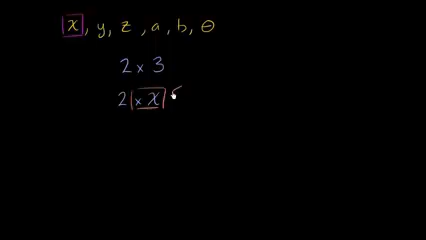 x, y, z, a, b, θ
2 × 3
2 × x